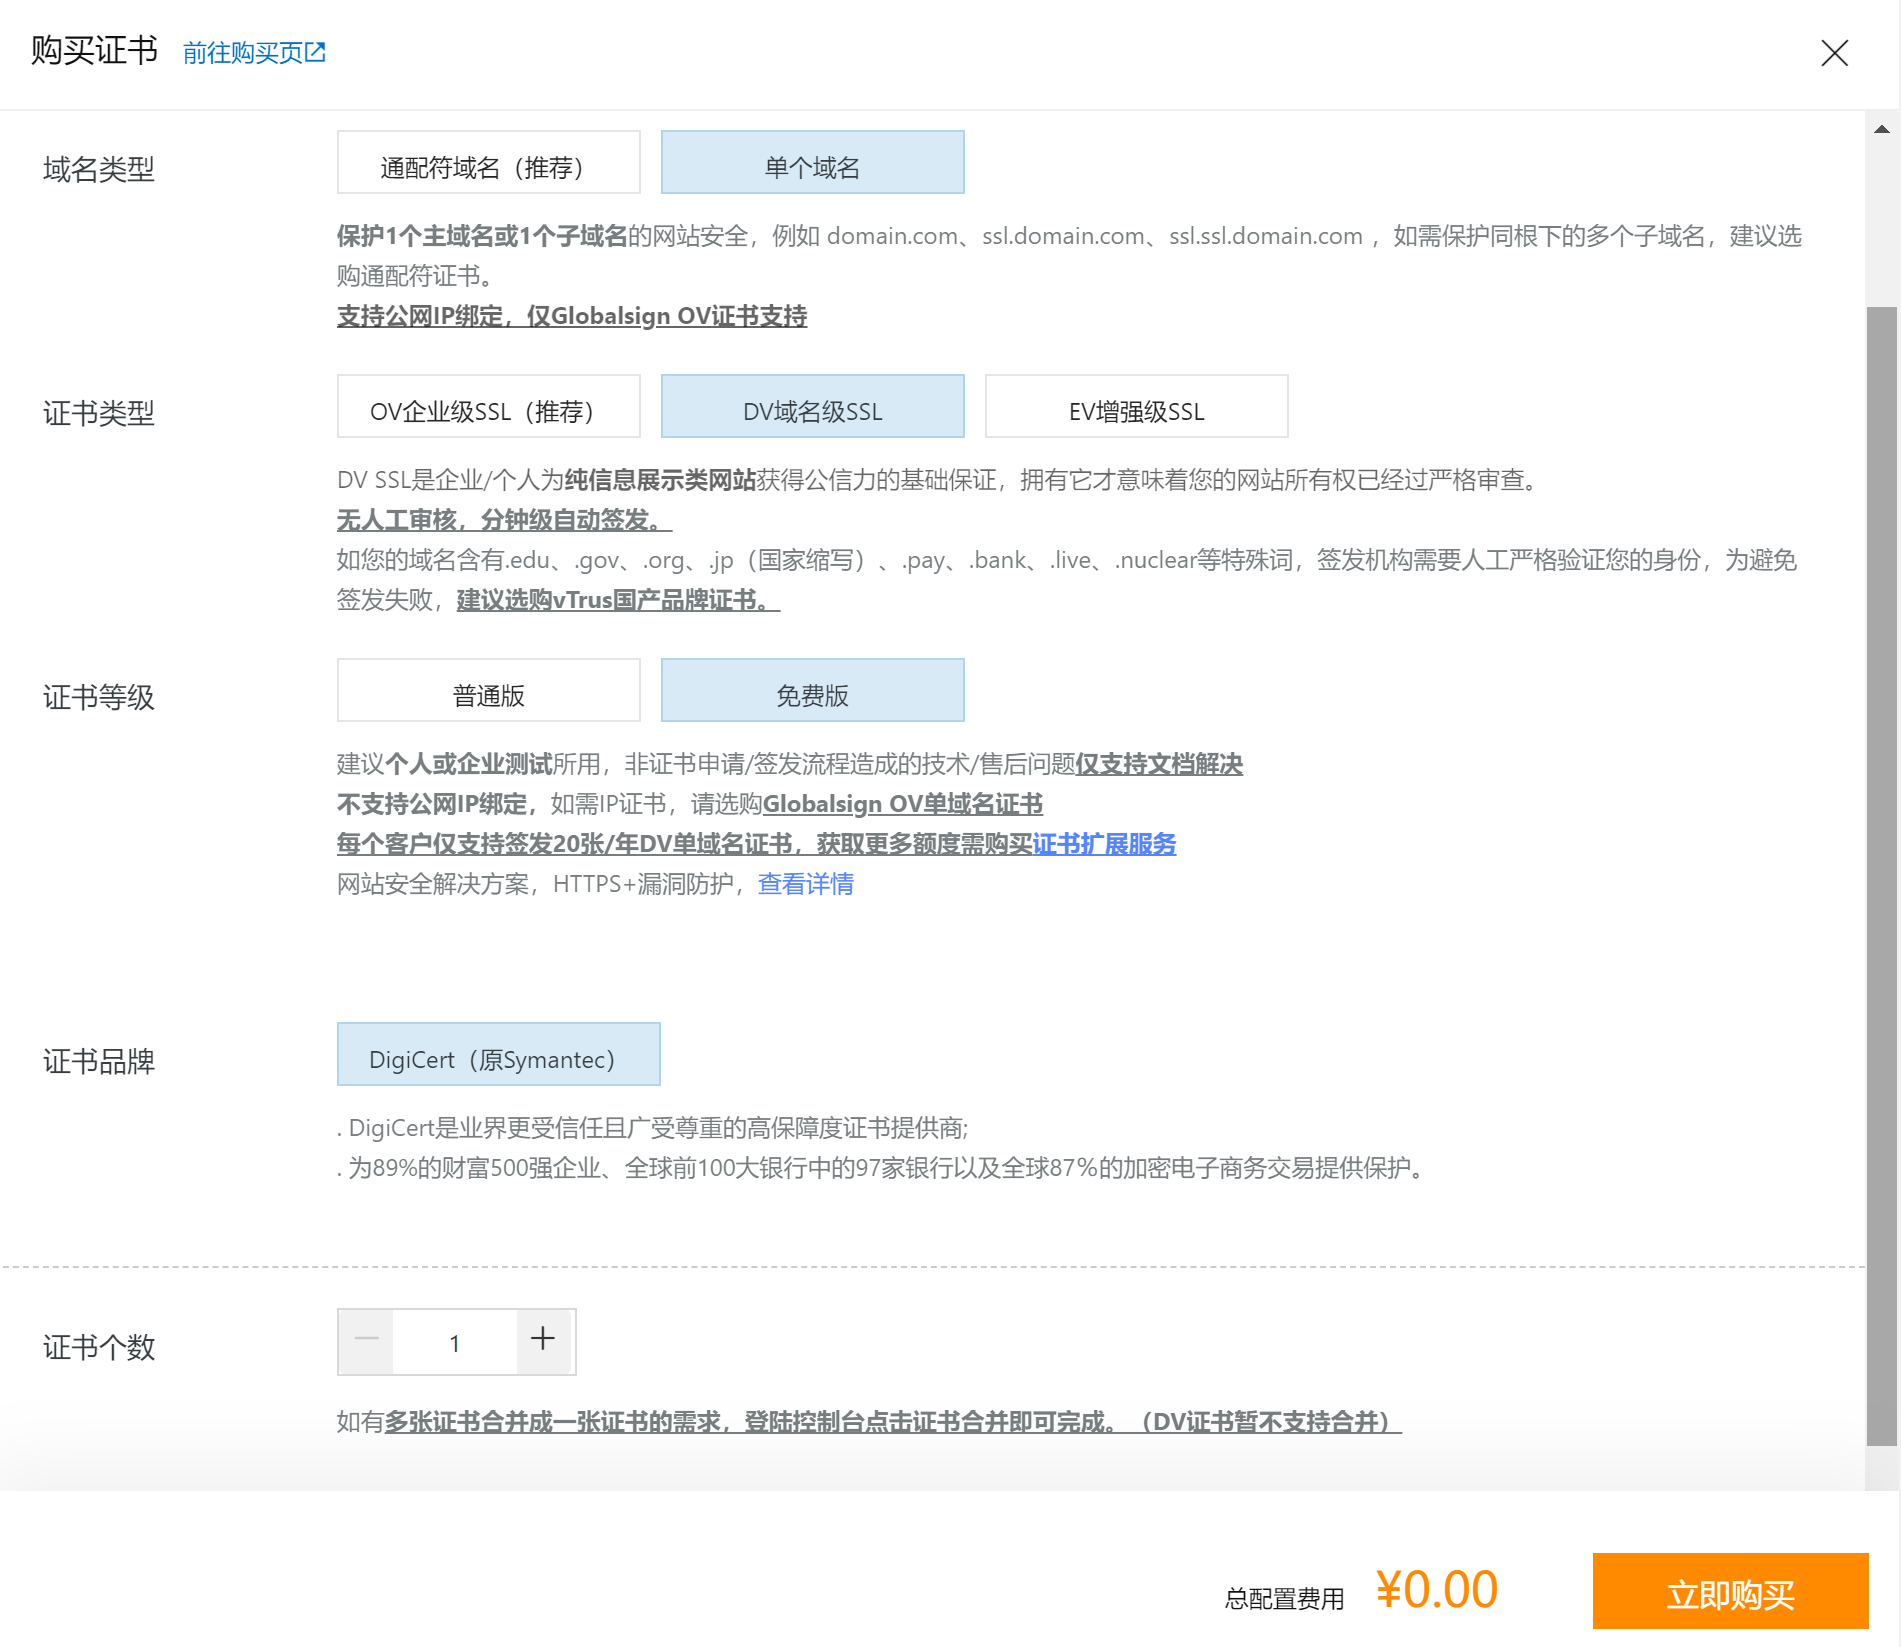 购买证书 前往购买页
域名类型 通配符域名（推荐） 单个域名
保护1个主域名或1个子域名的网站安全，例如 domain.com、ssl.domain.com、ssl.ssl.domain.com ，如需保护同根下的多个子域名，建议选
购通配符证书。
支持公网IP绑定，仅Globalsign OV证书支持
证书类型 OV企业级SSL（推荐） DV域名级SSL EV增强级SSL
DV SSL是企业/个人为纯信息展示类网站获得公信力的基础保证，拥有它才意味着您的网站所有权已经过严格审查。
无人工审核，分钟级自动签发。
如您的域名含有.edu、.gov、.org、.jp（国家缩写）、.pay、.bank、.live、.nuclear等特殊词，签发机构需要人工严格验证您的身份，为避免
签发失败，建议选购vTrus国产品牌证书。
证书等级 普通版 免费版
建议个人或企业测试所用，非证书申请/签发流程造成的技术/售后问题仅支持文档解决
不支持公网IP绑定，如需IP证书，请选购Globalsign OV单域名证书
每个客户仅支持签发20张/年DV单域名证书，获取更多额度需购买证书扩展服务
网站安全解决方案，HTTPS+漏洞防护，查看详情
证书品牌 DigiCert（原Symantec）
. DigiCert是业界更受信任且广受尊重的高保障度证书提供商;
. 为89%的财富500强企业、全球前100大银行中的97家银行以及全球87%的加密电子商务交易提供保护。
证书个数 1
如有多张证书合并成一张证书的需求，登陆控制台点击证书合并即可完成。（DV证书暂不支持合并）
总配置费用 ¥0.00 立即购买